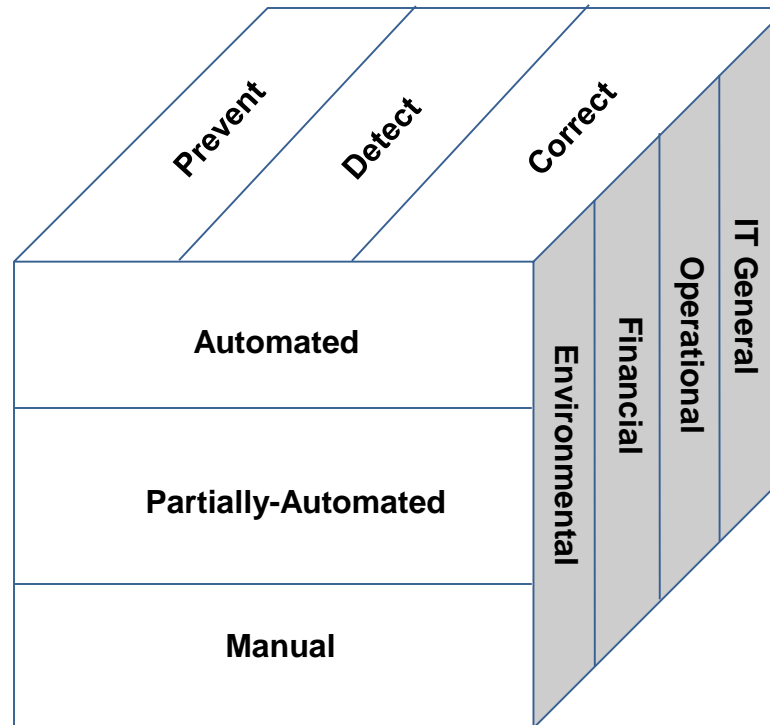 Prevent
Detect
Correct
Automated
Partially-Automated
Manual
Environmental
Financial
Operational
IT General